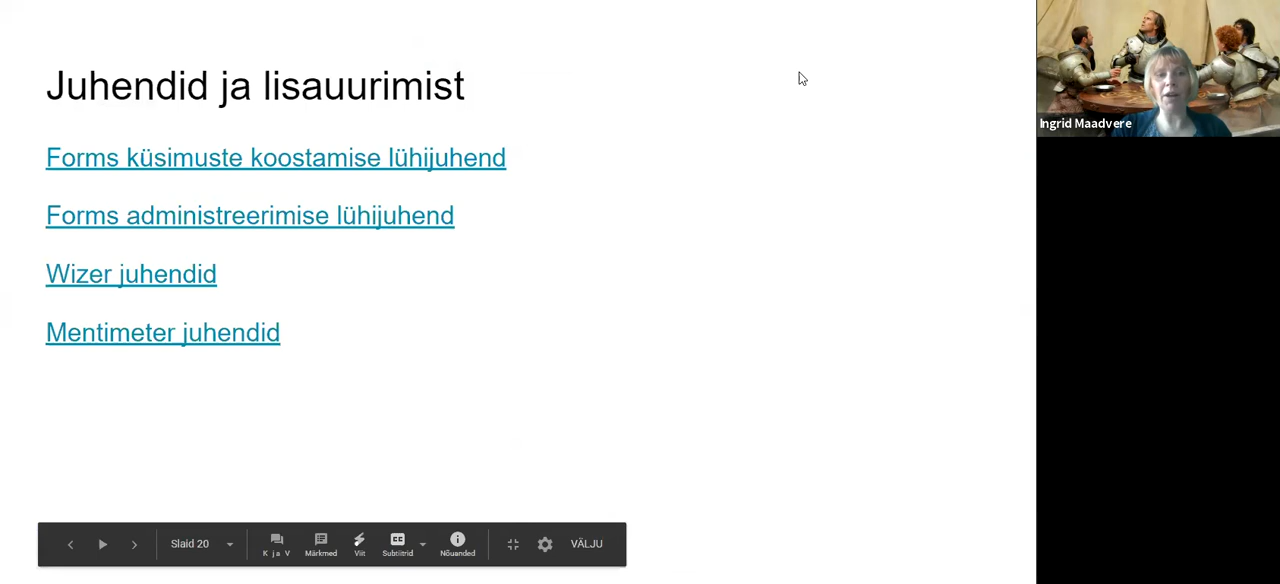 Juhendid ja lisauurimist
Forms küsimuste koostamise lühijuhend
Forms administreerimise lühijuhend
Wizer juhendid
Mentimeter juhendid
Ingrid Maadvere
Slaid 20
K ja V
Märkmed
Viit
CC
Subtiitrid
Nõuanded
VÄLJU